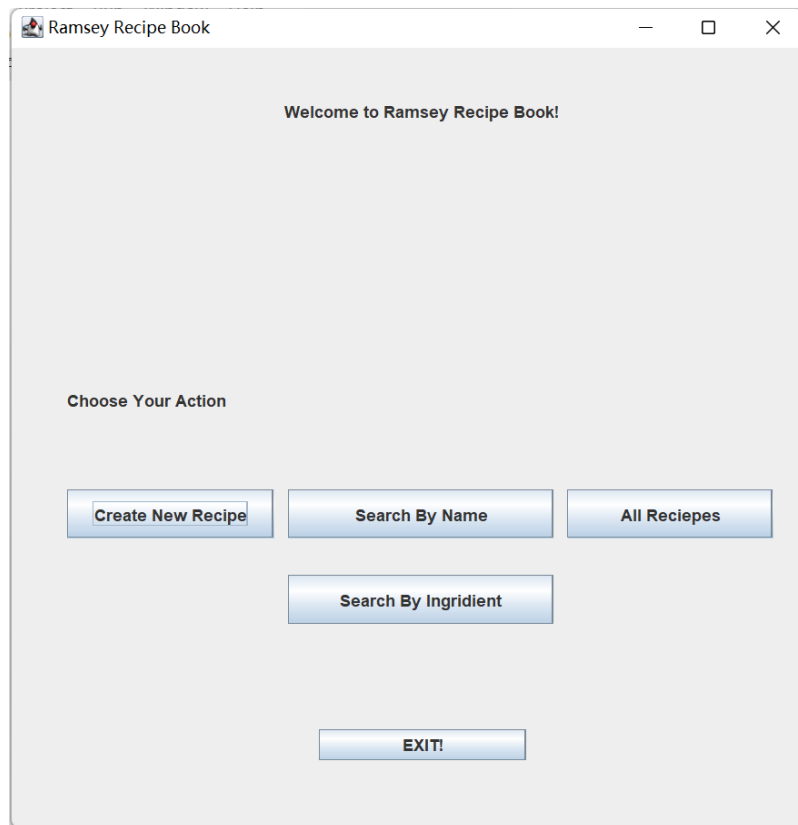 Ramsey Recipe Book
Welcome to Ramsey Recipe Book!
Choose Your Action
Create New Recipe
Search By Name
All Reciepes
Search By Ingridient
EXIT!